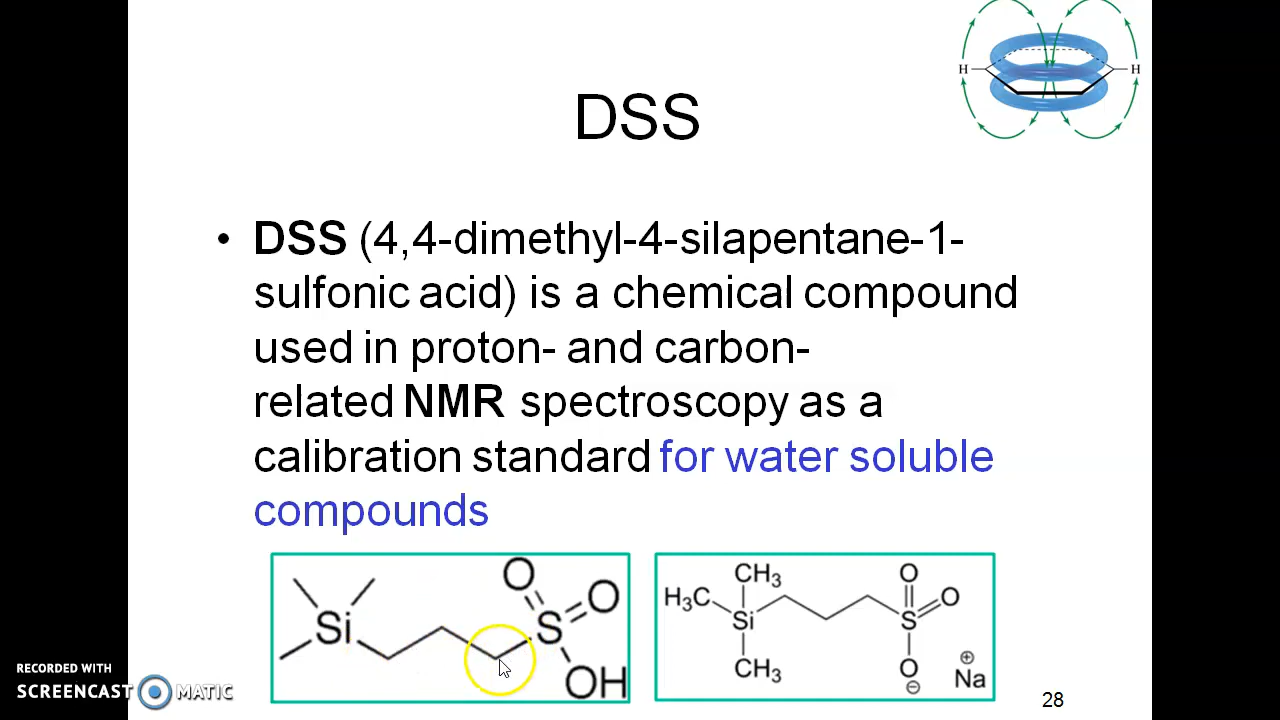 H H
DSS
• DSS (4,4-dimethyl-4-silapentane-1-
sulfonic acid) is a chemical compound
used in proton- and carbon-
related NMR spectroscopy as a
calibration standard for water soluble
compounds
O O
Si S
OH
CH3 O
H3C O
Si S
CH3 O Na
⊕
⊖
RECORDED WITH
SCREENCAST MATIC
28